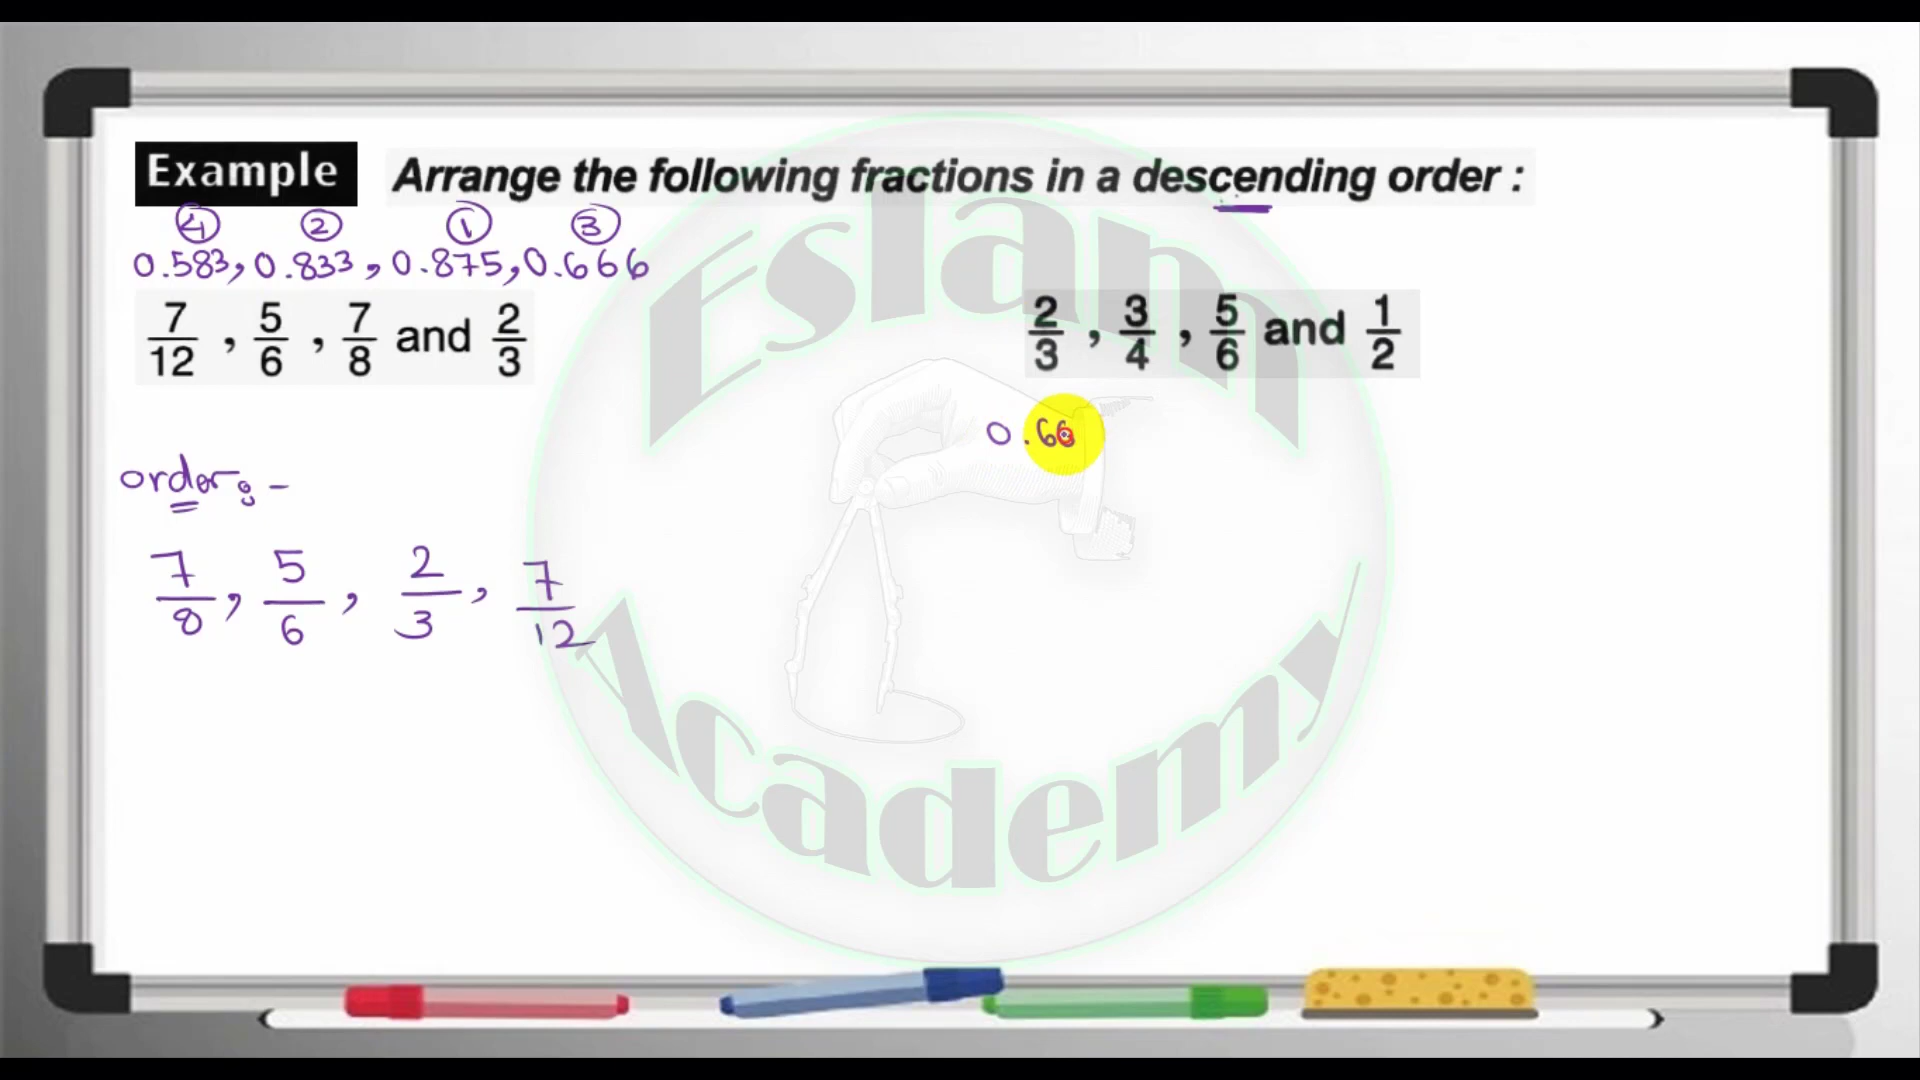 Example Arrange the following fractions in a descending order :
4 2 1 3
0.583, 0.833, 0.875, 0.666
7/12 , 5/6 , 7/8 and 2/3
2/3 , 3/4 , 5/6 and 1/2
0.66
order:-
7/8, 5/6, 2/3, 7/12
Eslam
Academy